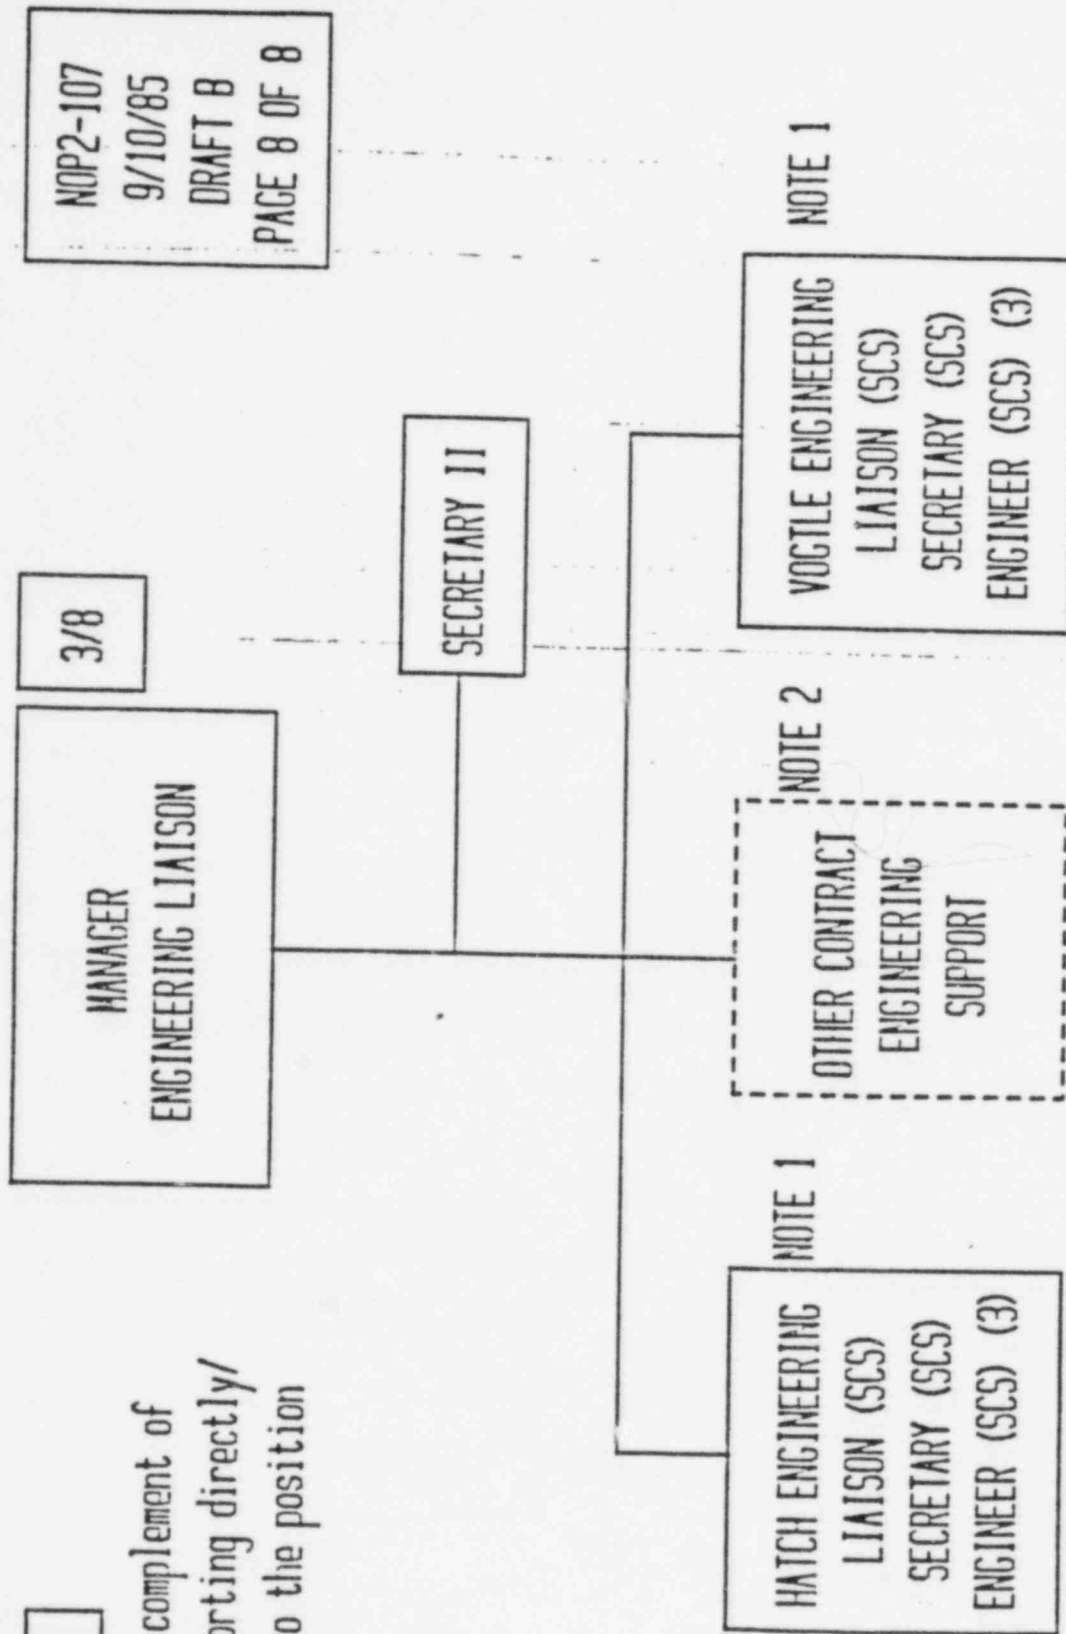 NOP2-107
9/10/85
DRAFT B
PAGE 8 OF 8
3/8
MANAGER
ENGINEERING LIAISON
complement of
orting directly/
o the position
SECRETARY II
HATCH ENGINEERING
LIAISON (SCS)
SECRETARY (SCS)
ENGINEER (SCS) (3)
NOTE 1
OTHER CONTRACT
ENGINEERING
SUPPORT
NOTE 2
VOGTLE ENGINEERING
LIAISON (SCS)
SECRETARY (SCS)
ENGINEER (SCS) (3)
NOTE 1